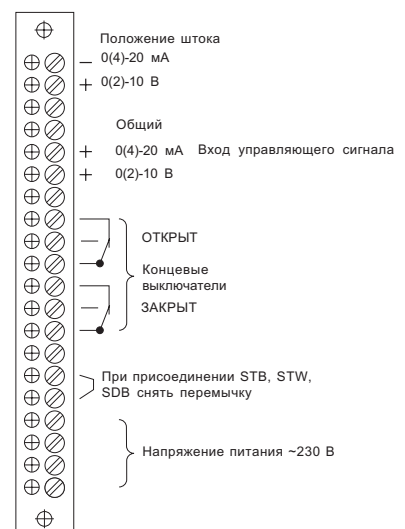 Положение штока
– 0(4)-20 мА
+ 0(2)-10 В
Общий
+ 0(4)-20 мА Вход управляющего сигнала
+ 0(2)-10 В
ОТКРЫТ
Концевые
выключатели
ЗАКРЫТ
При присоединении STB, STW,
SDB снять перемычку
Напряжение питания ~230 В